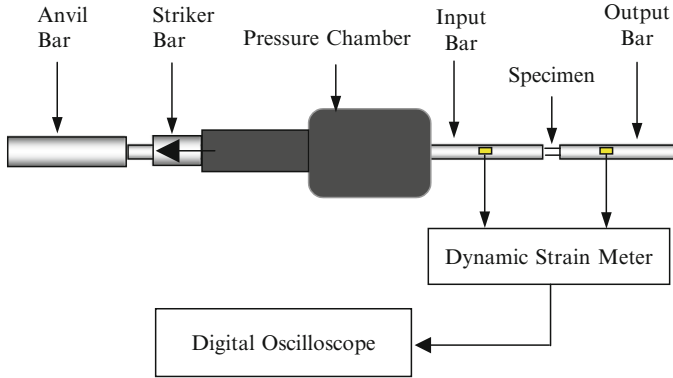 Anvil
Bar
Striker
Bar
Pressure Chamber
Input
Bar
Specimen
Output
Bar
Dynamic Strain Meter
Digital Oscilloscope